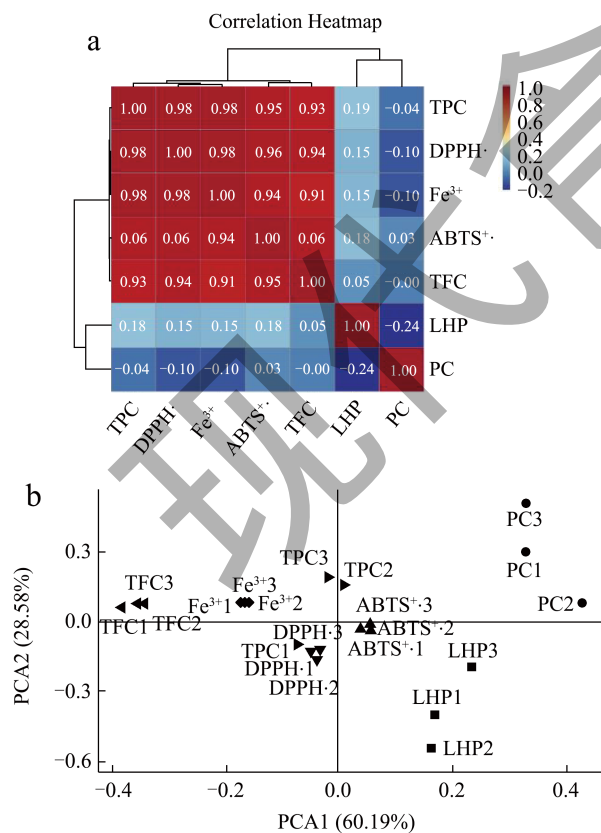 Correlation Heatmap
a
1.00 0.98 0.98 0.95 0.93 0.19 −0.04 TPC
0.98 1.00 0.98 0.96 0.94 0.15 −0.10 DPPH·
0.98 0.98 1.00 0.94 0.91 0.15 −0.10 Fe³⁺
0.06 0.06 0.94 1.00 0.06 0.18 0.03 ABTS⁺·
0.93 0.94 0.91 0.95 1.00 0.05 −0.00 TFC
0.18 0.15 0.15 0.18 0.05 1.00 −0.24 LHP
−0.04 −0.10 −0.10 0.03 −0.00 −0.24 1.00 PC
TPC DPPH· Fe³⁺ ABTS⁺· TFC LHP PC
1.0
0.8
0.6
0.4
0.2
0.0
−0.2
b
PCA2 (28.58%)
0.3
0.0
−0.3
−0.6
PC3
PC1
PC2
TPC3
TPC2
TFC3
TFC1
TFC2
Fe³⁺3
Fe³⁺1
Fe³⁺2
ABTS⁺·3
ABTS⁺·2
ABTS⁺·1
DPPH·3
TPC1
DPPH·1
DPPH·2
LHP3
LHP1
LHP2
−0.4 −0.2 0.0 0.2 0.4
PCA1 (60.19%)
现代食